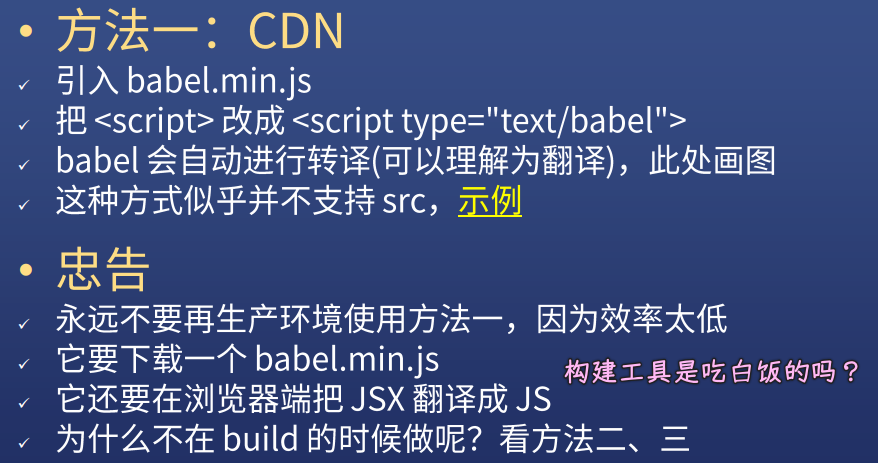 • 方法一：CDN
✓ 引入 babel.min.js
✓ 把 <script> 改成 <script type="text/babel">
✓ babel 会自动进行转译(可以理解为翻译)，此处画图
✓ 这种方式似乎并不支持 src，示例
• 忠告
✓ 永远不要再生产环境使用方法一，因为效率太低
✓ 它要下载一个 babel.min.js
构建工具是吃白饭的吗？
✓ 它还要在浏览器端把 JSX 翻译成 JS
✓ 为什么不在 build 的时候做呢？看方法二、三